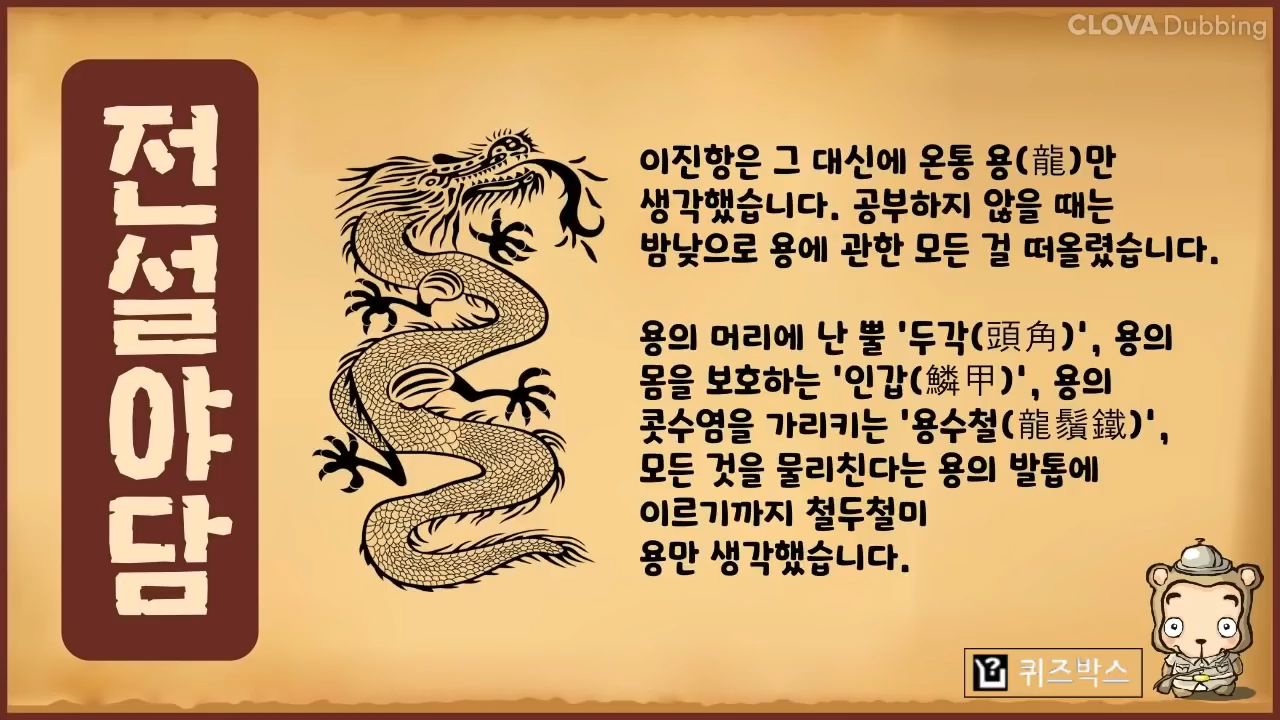 CLOVA Dubbing
전설야담
이진항은 그 대신에 온통 용(龍)만
생각했습니다. 공부하지 않을 때는
밤낮으로 용에 관한 모든 걸 떠올렸습니다.
용의 머리에 난 뿔 '두각(頭角)', 용의
몸을 보호하는 '인갑(鱗甲)', 용의
콧수염을 가리키는 '용수철(龍鬚鐵)',
모든 것을 물리친다는 용의 발톱에
이르기까지 철두철미
용만 생각했습니다.
퀴즈박스